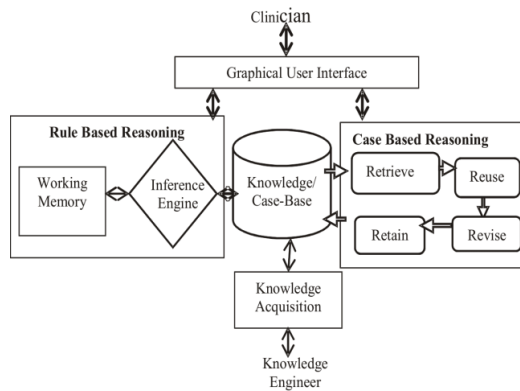 Clinician
Graphical User Interface
Rule Based Reasoning
Case Based Reasoning
Working
Memory
Inference
Engine
Knowledge/
Case-Base
Retrieve
Reuse
Retain
Revise
Knowledge
Acquisition
Knowledge
Engineer